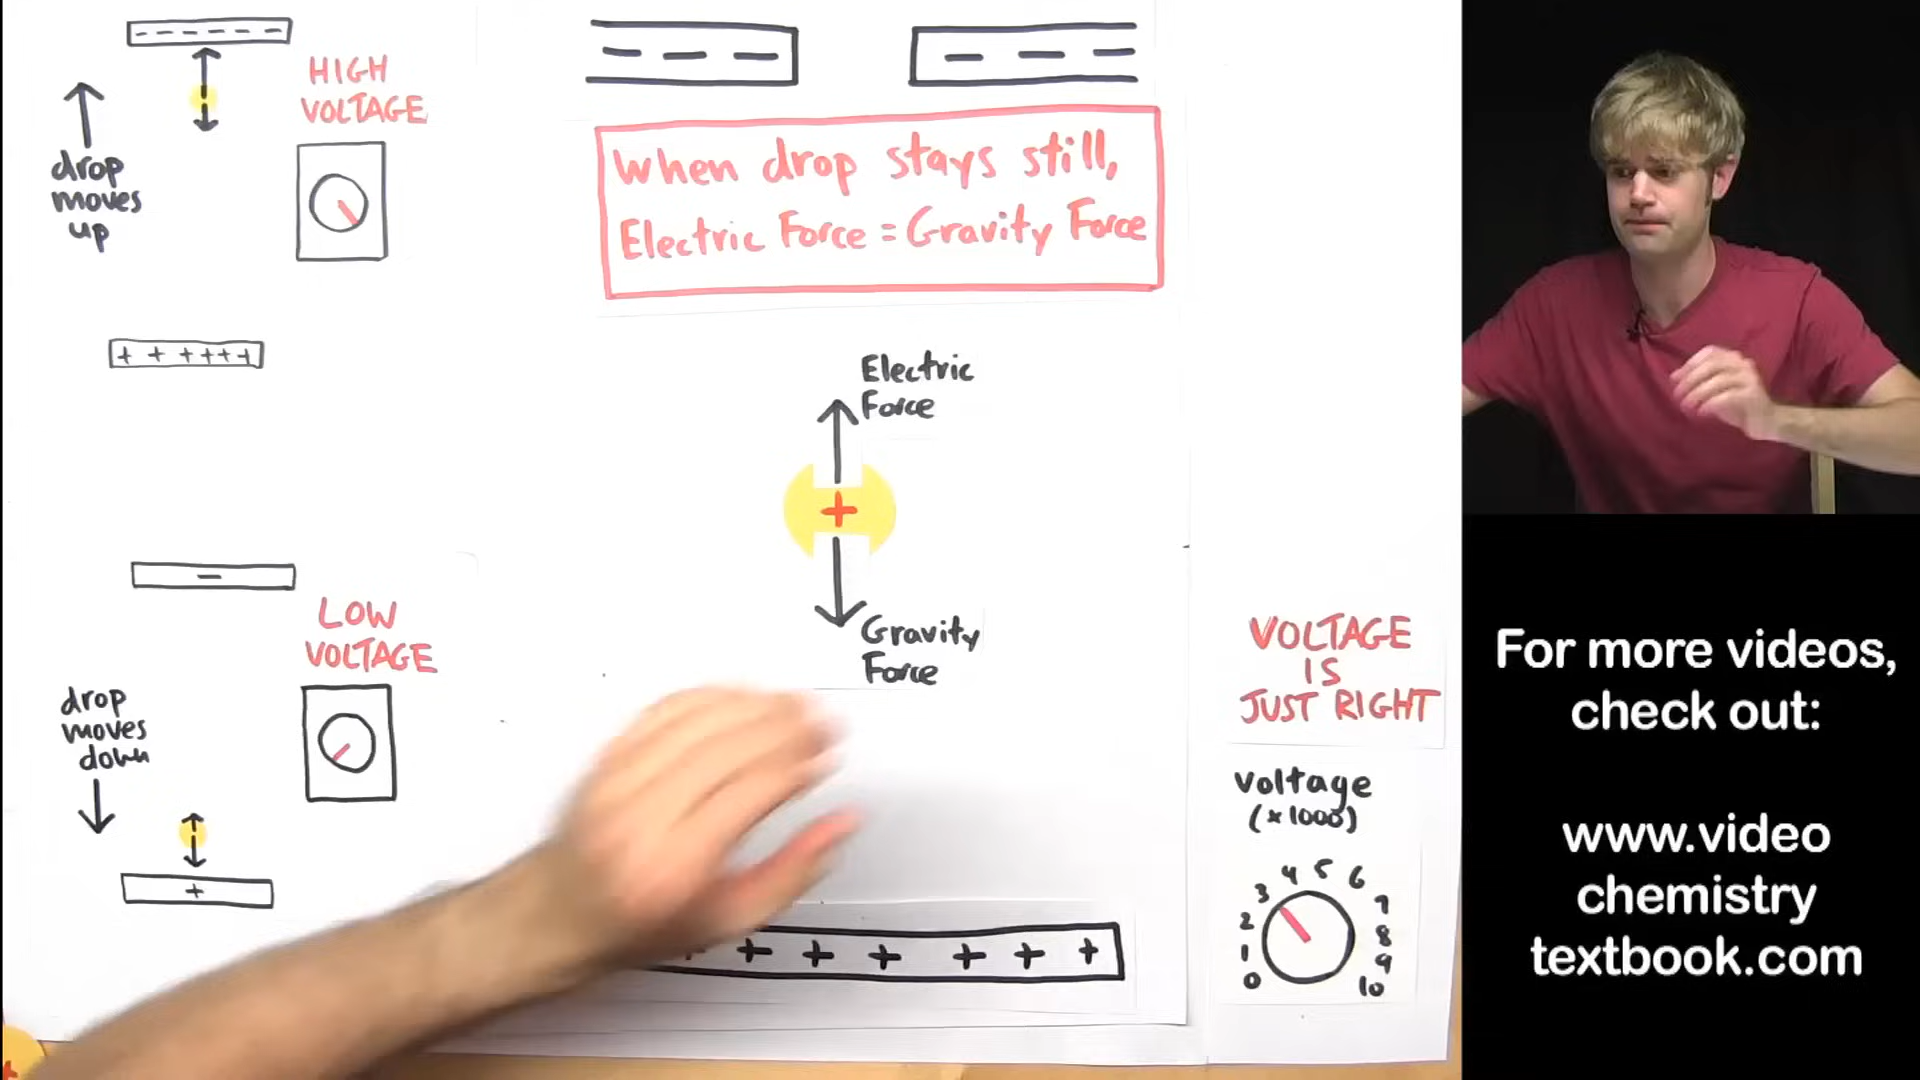 HIGH
VOLTAGE
drop
moves
up
+ + + + + +
When drop stays still,
Electric Force = Gravity Force
Electric
Force
+
Gravity
Force
LOW
VOLTAGE
drop
moves
down
+
+ + + + + + +
VOLTAGE
IS
JUST RIGHT
Voltage
(x1000)
0 1 2 3 4 5 6 7 8 9 10
For more videos,
check out:
www.video
chemistry
textbook.com